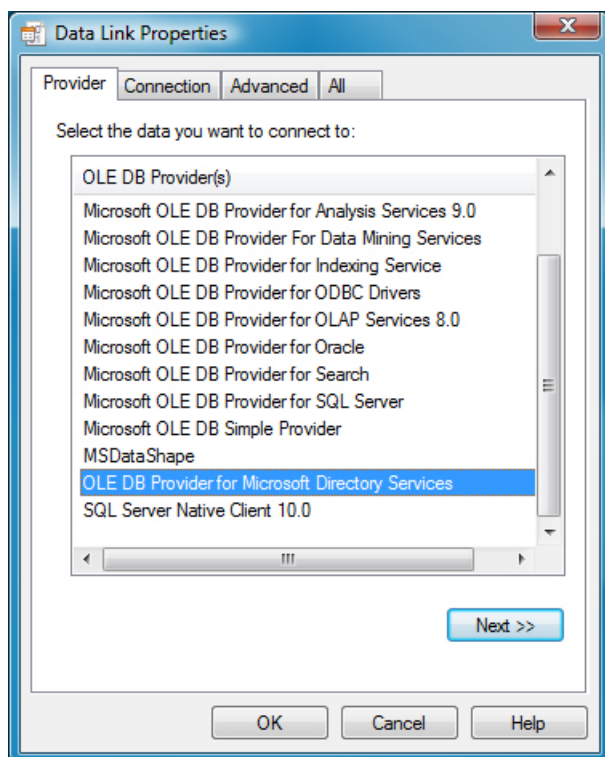 Data Link Properties
Provider Connection Advanced All
Select the data you want to connect to:
OLE DB Provider(s)
Microsoft OLE DB Provider for Analysis Services 9.0
Microsoft OLE DB Provider For Data Mining Services
Microsoft OLE DB Provider for Indexing Service
Microsoft OLE DB Provider for ODBC Drivers
Microsoft OLE DB Provider for OLAP Services 8.0
Microsoft OLE DB Provider for Oracle
Microsoft OLE DB Provider for Search
Microsoft OLE DB Provider for SQL Server
Microsoft OLE DB Simple Provider
MSDataShape
OLE DB Provider for Microsoft Directory Services
SQL Server Native Client 10.0
Next >>
OK Cancel Help